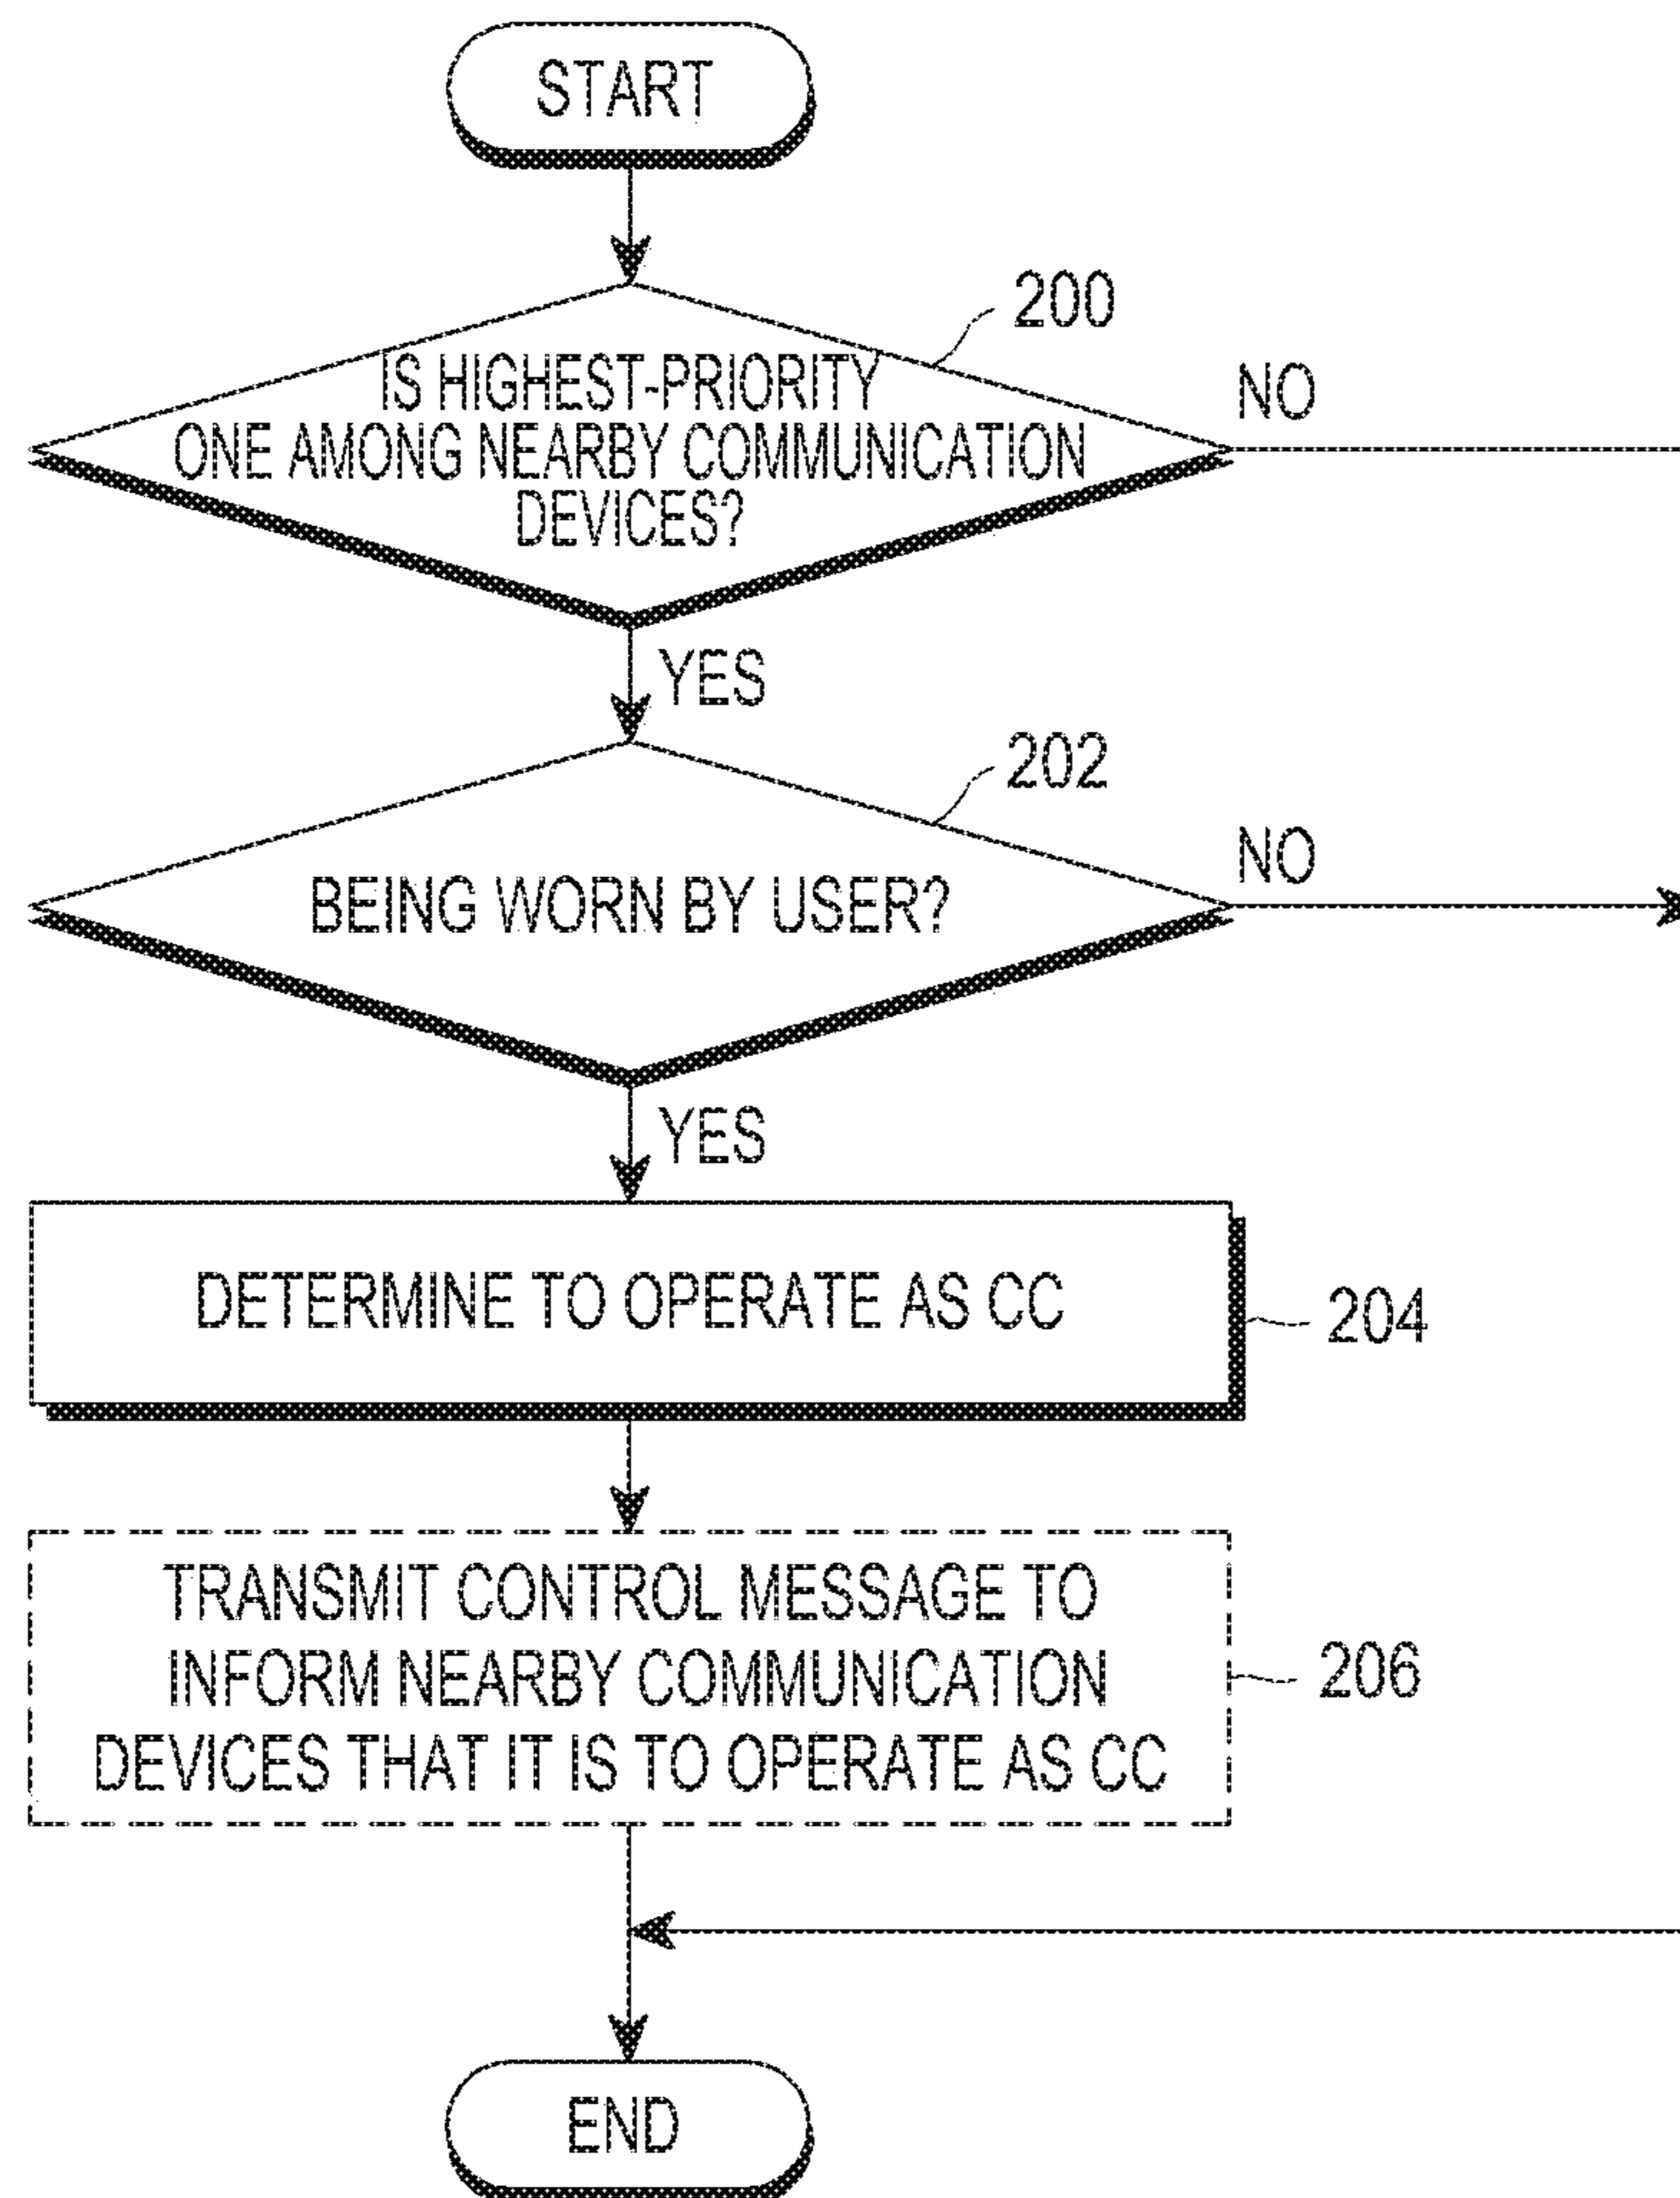 START
200
IS HIGHEST-PRIORITY
ONE AMONG NEARBY COMMUNICATION
DEVICES?
NO
YES
202
BEING WORN BY USER?
NO
YES
DETERMINE TO OPERATE AS CC
204
TRANSMIT CONTROL MESSAGE TO
INFORM NEARBY COMMUNICATION
DEVICES THAT IT IS TO OPERATE AS CC
206
END